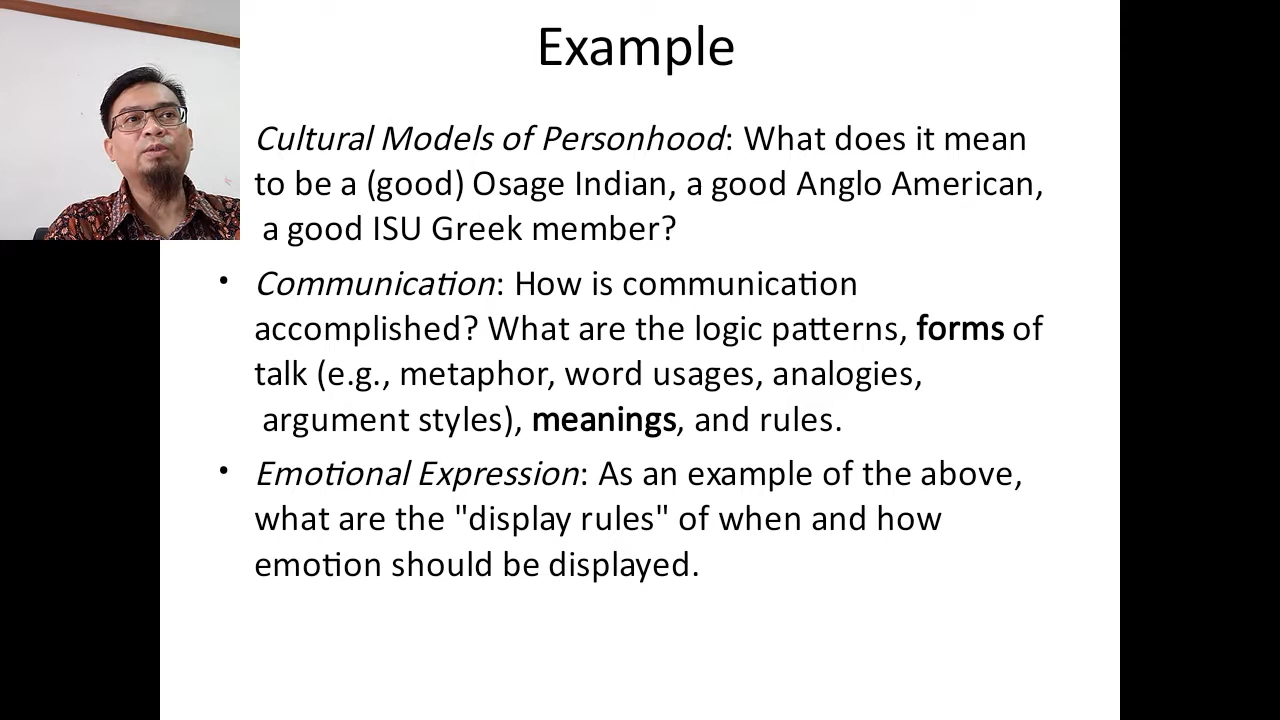 Example
Cultural Models of Personhood: What does it mean
to be a (good) Osage Indian, a good Anglo American,
a good ISU Greek member?
• Communication: How is communication
accomplished? What are the logic patterns, forms of
talk (e.g., metaphor, word usages, analogies,
argument styles), meanings, and rules.
• Emotional Expression: As an example of the above,
what are the "display rules" of when and how
emotion should be displayed.